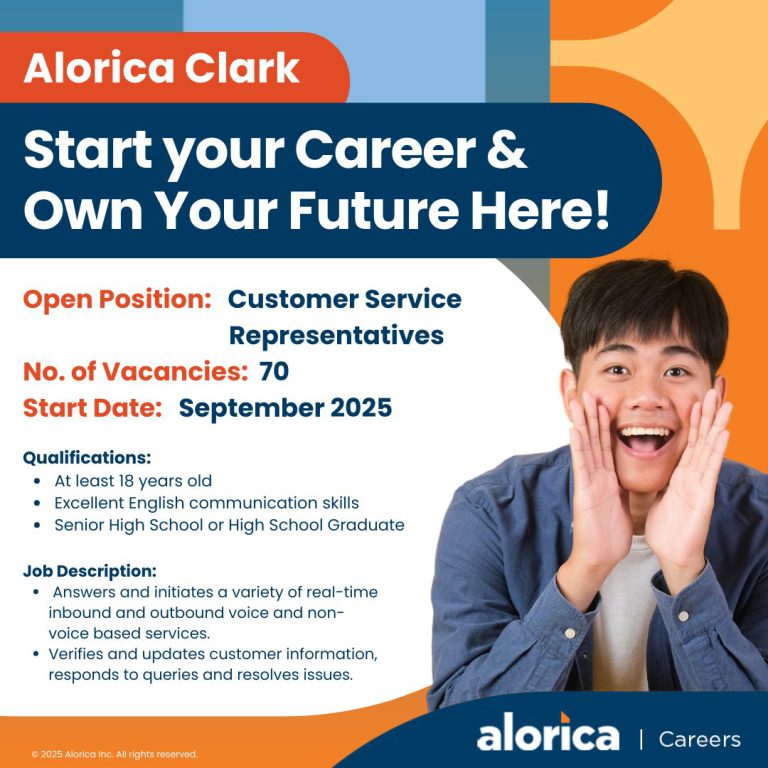 Alorica Clark
Start your Career &
Own Your Future Here!
Open Position: Customer Service
Representatives
No. of Vacancies: 70
Start Date: September 2025
Qualifications:
• At least 18 years old
• Excellent English communication skills
• Senior High School or High School Graduate
Job Description:
• Answers and initiates a variety of real-time
inbound and outbound voice and non-
voice based services.
• Verifies and updates customer information,
responds to queries and resolves issues.
© 2025 Alorica Inc. All rights reserved.
alorica | Careers